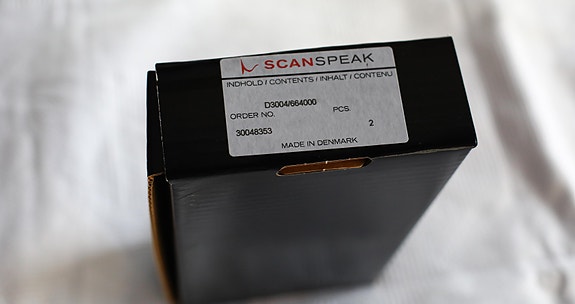 SCANSPEAK
INDHOLD / CONTENTS / INHALT / CONTENU
D3004/664000
ORDER NO. PCS.
30048353 2
MADE IN DENMARK